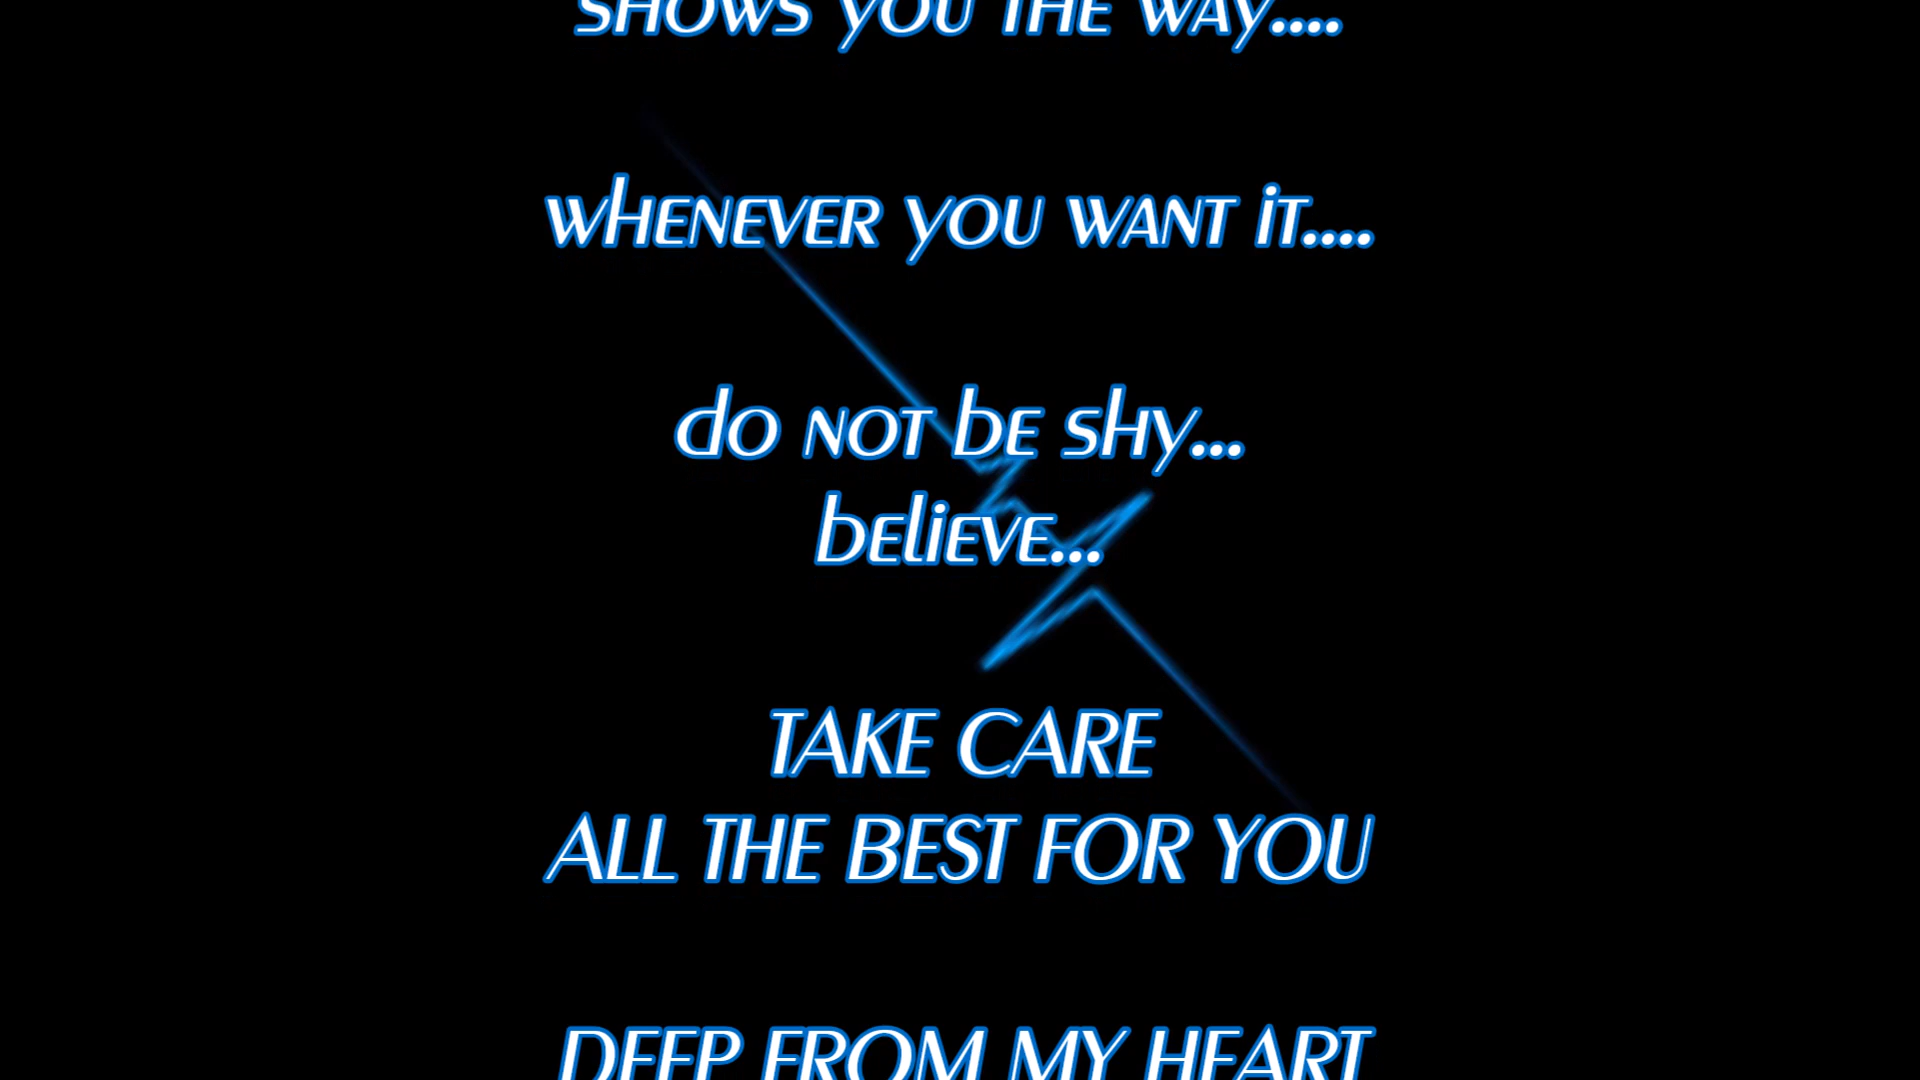 shows you the way....
whenever you want it....
do not be shy...
believe...
TAKE CARE
ALL THE BEST FOR YOU
DEEP FROM MY HEART